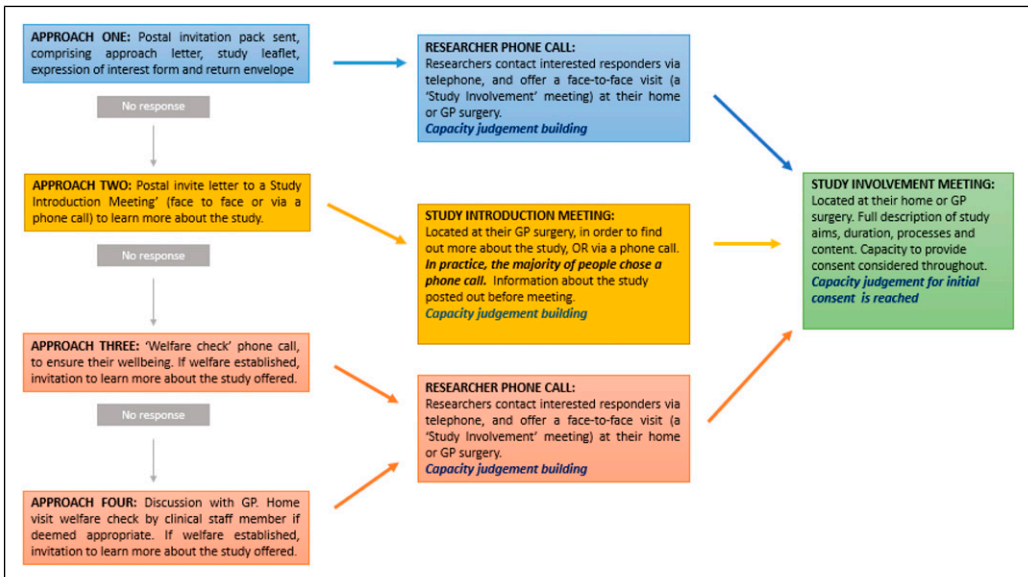 APPROACH ONE: Postal invitation pack sent,
comprising approach letter, study leaflet,
expression of interest form and return envelope
No response
APPROACH TWO: Postal invite letter to a Study
Introduction Meeting' (face to face or via a
phone call) to learn more about the study.
No response
APPROACH THREE: 'Welfare check' phone call,
to ensure their wellbeing. If welfare established,
invitation to learn more about the study offered.
No response
APPROACH FOUR: Discussion with GP. Home
visit welfare check by clinical staff member if
deemed appropriate. If welfare established,
invitation to learn more about the study offered.
RESEARCHER PHONE CALL:
Researchers contact interested responders via
telephone, and offer a face-to-face visit (a
'Study Involvement' meeting) at their home
or GP surgery.
Capacity judgement building
STUDY INTRODUCTION MEETING:
Located at their GP surgery, in order to find
out more about the study, OR via a phone call.
In practice, the majority of people chose a
phone call. Information about the study
posted out before meeting.
Capacity judgement building
RESEARCHER PHONE CALL:
Researchers contact interested responders via
telephone, and offer a face-to-face visit (a
'Study Involvement' meeting) at their home
or GP surgery.
Capacity judgement building
STUDY INVOLVEMENT MEETING:
Located at their home or GP
surgery. Full description of study
aims, duration, processes and
content. Capacity to provide
consent considered throughout.
Capacity judgement for initial
consent is reached